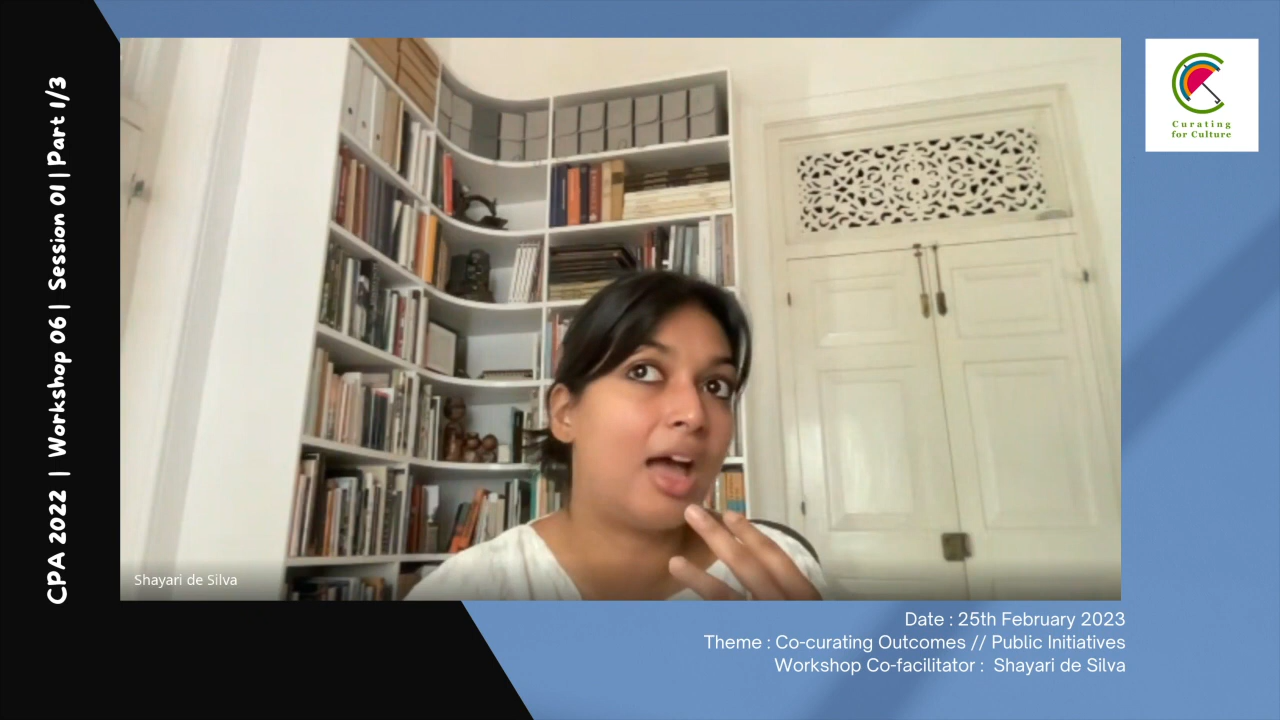 CPA 2022 | Workshop 06 | Session 01 | Part 1/3
Curating
for Culture
Shayari de Silva
Date : 25th February 2023
Theme : Co-curating Outcomes // Public Initiatives
Workshop Co-facilitator : Shayari de Silva